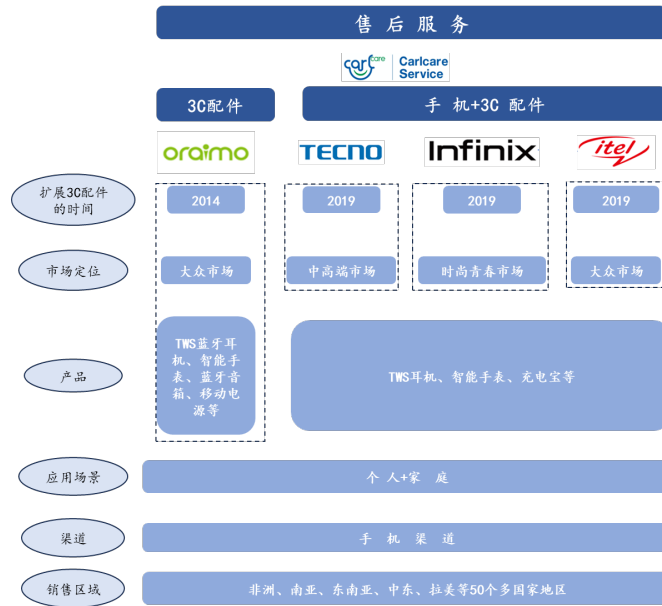 售后服务
carlcare Carlcare
Service
3C配件
手机+3C 配件
oraimo
TECNO
Infinix
itel
扩展3C配件
的时间
2014
2019
2019
2019
市场定位
大众市场
中高端市场
时尚青春市场
大众市场
产品
TWS蓝牙耳
机、智能手
表、蓝牙音
箱、移动电
源等
TWS耳机、智能手表、充电宝等
应用场景
个人+家庭
渠道
手机渠道
销售区域
非洲、南亚、东南亚、中东、拉美等50个多国家地区